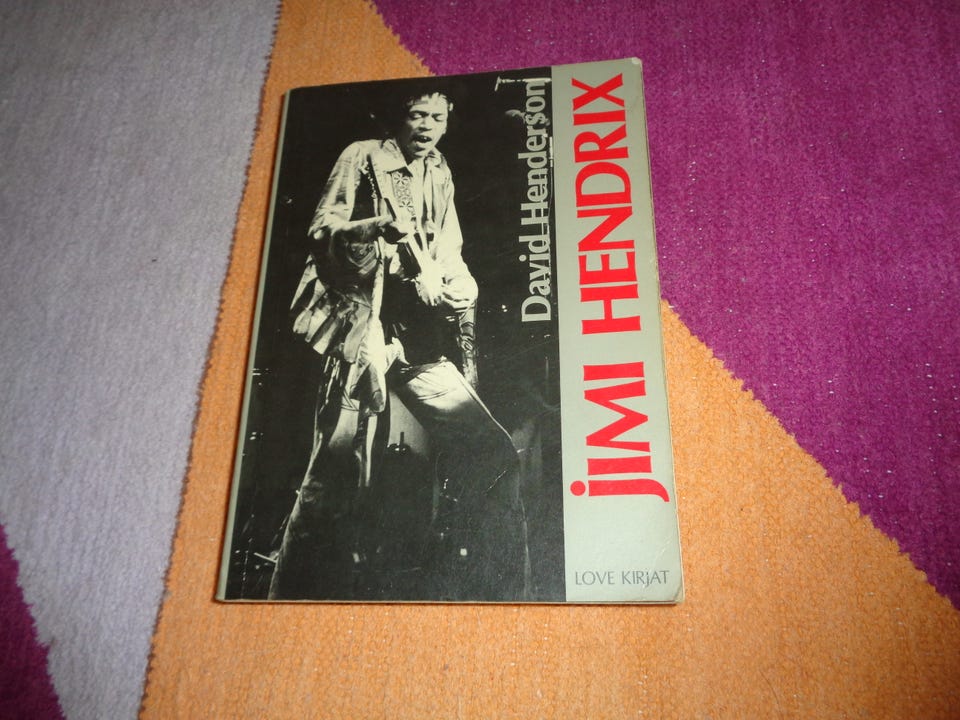 David Henderson
jIMI HENDRIX
LOVE KIRjAT